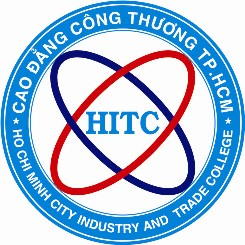 CAO ĐẲNG CÔNG THƯƠNG TP.HCM
HITC
HO CHI MINH CITY INDUSTRY AND TRADE COLLEGE